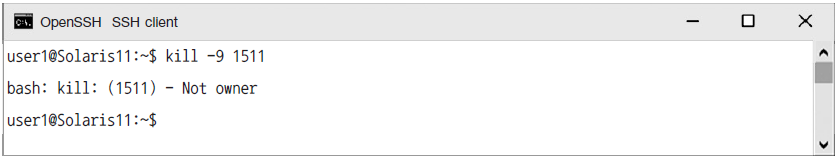 OpenSSH SSH client
user1@Solaris11:~$ kill -9 1511
bash: kill: (1511) - Not owner
user1@Solaris11:~$